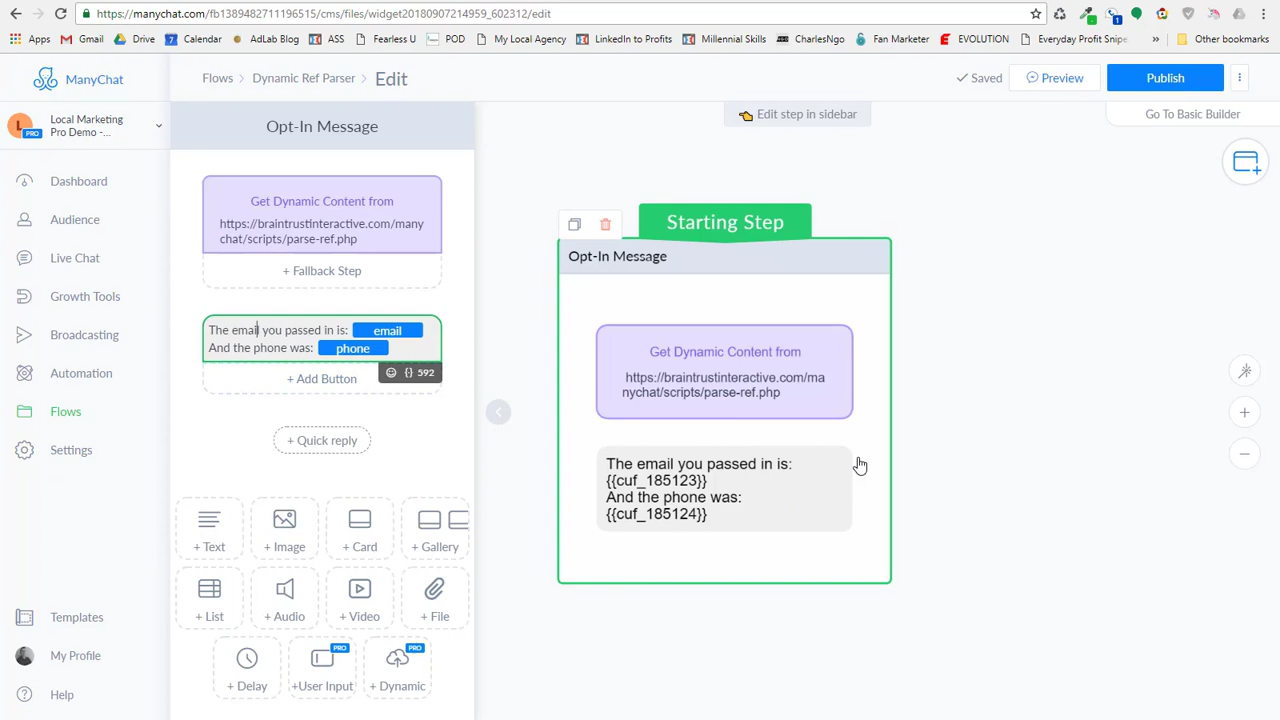 https://manychat.com/fb1389482711196515/cms/files/widget20180907214959_602312/edit
Apps
Gmail
Drive
7
Calendar
AdLab Blog
ASS
Fearless U
POD
My Local Agency
LinkedIn to Profits
Millennial Skills
CharlesNgo
Fan Marketer
EVOLUTION
Everyday Profit Snipe
»
Other bookmarks
ManyChat
Flows > Dynamic Ref Parser > Edit
Saved
Preview
Publish
L
PRO
Local Marketing
Pro Demo -...
Opt-In Message
Edit step in sidebar
Go To Basic Builder
Dashboard
Audience
Live Chat
Growth Tools
Broadcasting
Automation
Flows
Settings
Templates
My Profile
Help
Get Dynamic Content from
https://braintrustinteractive.com/many
chat/scripts/parse-ref.php
+ Fallback Step
The email you passed in is: email
And the phone was: phone
{} 592
+ Add Button
+ Quick reply
+ Text
+ Image
+ Card
+ Gallery
+ List
+ Audio
+ Video
+ File
+ Delay
PRO
+User Input
PRO
+ Dynamic
Starting Step
Opt-In Message
Get Dynamic Content from
https://braintrustinteractive.com/ma
nychat/scripts/parse-ref.php
The email you passed in is:
{{cuf_185123}}
And the phone was:
{{cuf_185124}}